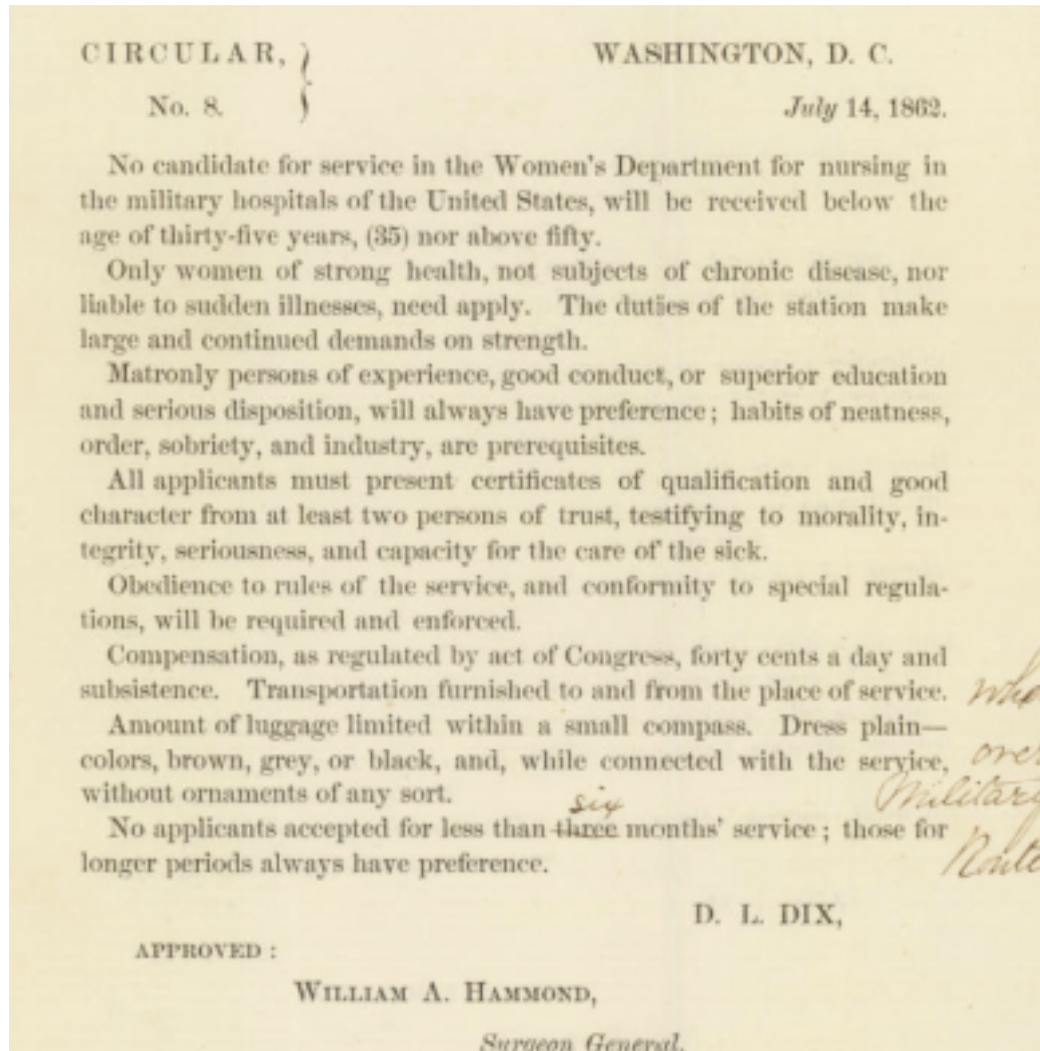 CIRCULAR, WASHINGTON, D. C.
No. 8. July 14, 1862.
No candidate for service in the Women's Department for nursing in
the military hospitals of the United States, will be received below the
age of thirty-five years, (35) nor above fifty.
Only women of strong health, not subjects of chronic disease, nor
liable to sudden illnesses, need apply. The duties of the station make
large and continued demands on strength.
Matronly persons of experience, good conduct, or superior education
and serious disposition, will always have preference; habits of neatness,
order, sobriety, and industry, are prerequisites.
All applicants must present certificates of qualification and good
character from at least two persons of trust, testifying to morality, in-
tegrity, seriousness, and capacity for the care of the sick.
Obedience to rules of the service, and conformity to special regula-
tions, will be required and enforced.
Compensation, as regulated by act of Congress, forty cents a day and
subsistence. Transportation furnished to and from the place of service.
Amount of luggage limited within a small compass. Dress plain—
colors, brown, grey, or black, and, while connected with the service, over
without ornaments of any sort. Military
six
No applicants accepted for less than three months' service; those for
longer periods always have preference. Route
D. L. DIX,
APPROVED:
WILLIAM A. HAMMOND,
Surgeon General.